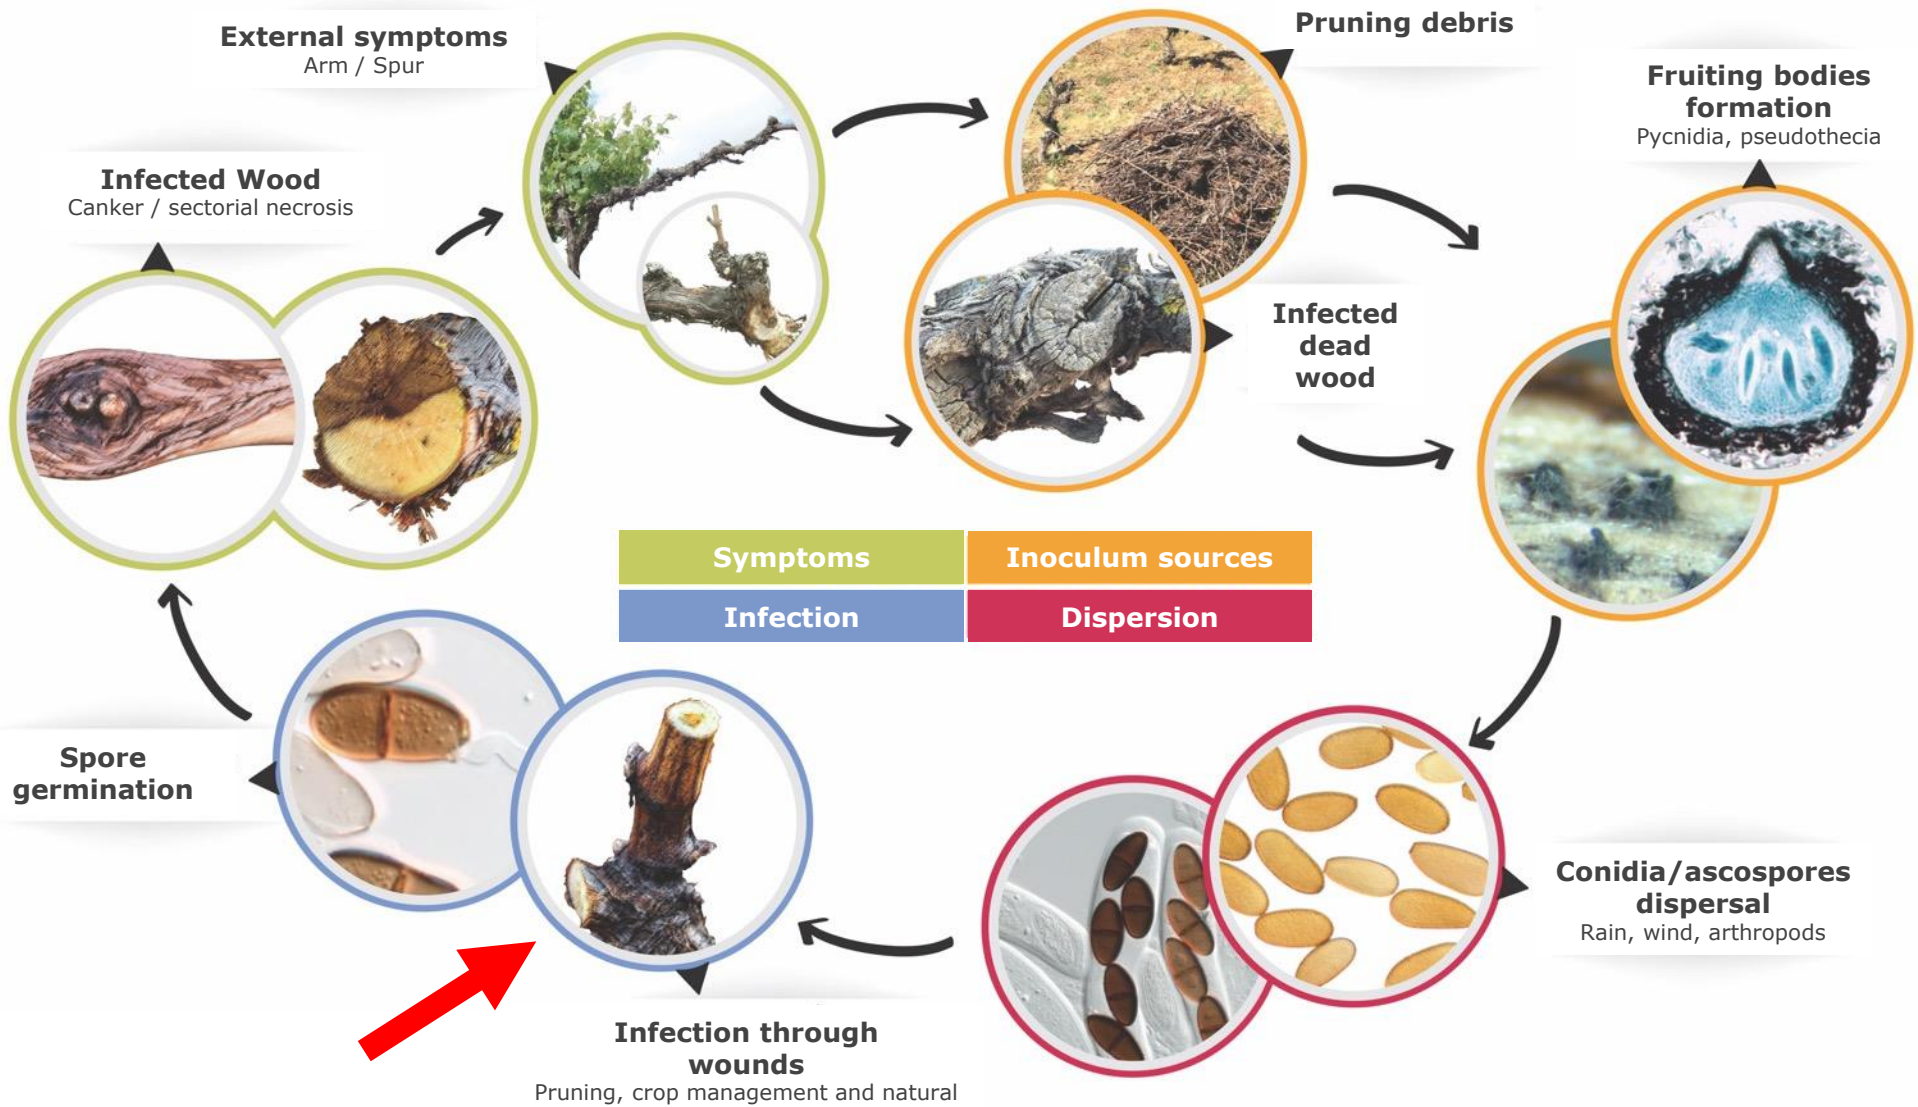 External symptoms
Arm / Spur
Pruning debris
Fruiting bodies
formation
Pycnidia, pseudothecia
Infected Wood
Canker / sectorial necrosis
Infected
dead
wood
Symptoms
Inoculum sources
Infection
Dispersion
Spore
germination
Conidia/ascospores
dispersal
Rain, wind, arthropods
Infection through
wounds
Pruning, crop management and natural